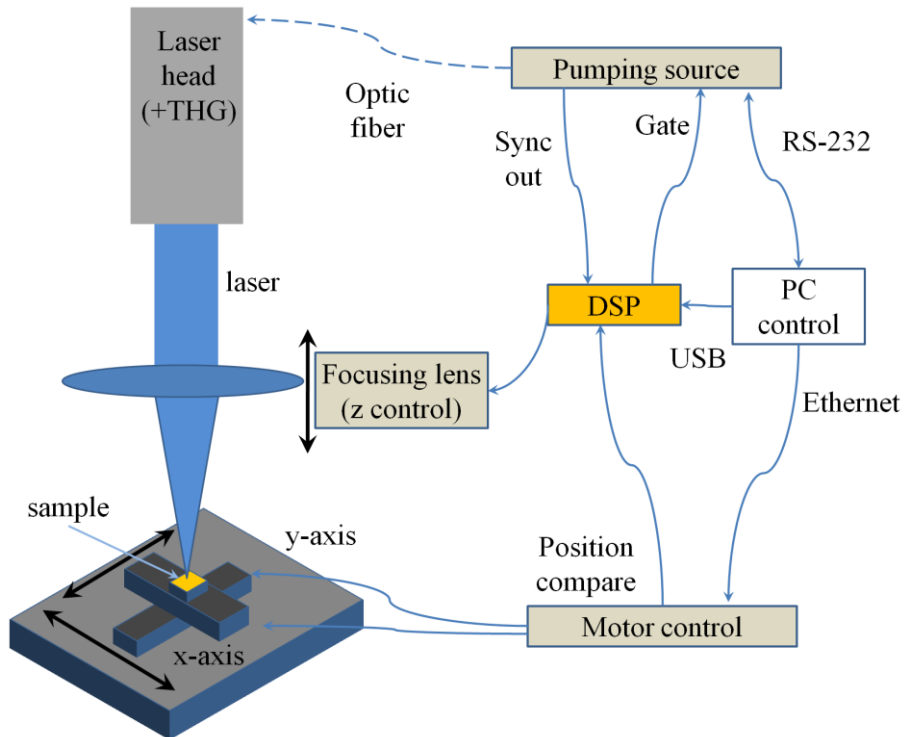 Laser
head
(+THG)
Optic
fiber
Pumping source
Sync
out
Gate
RS-232
laser
DSP
PC
control
USB
Focusing lens
(z control)
Ethernet
sample
y-axis
x-axis
Position
compare
Motor control